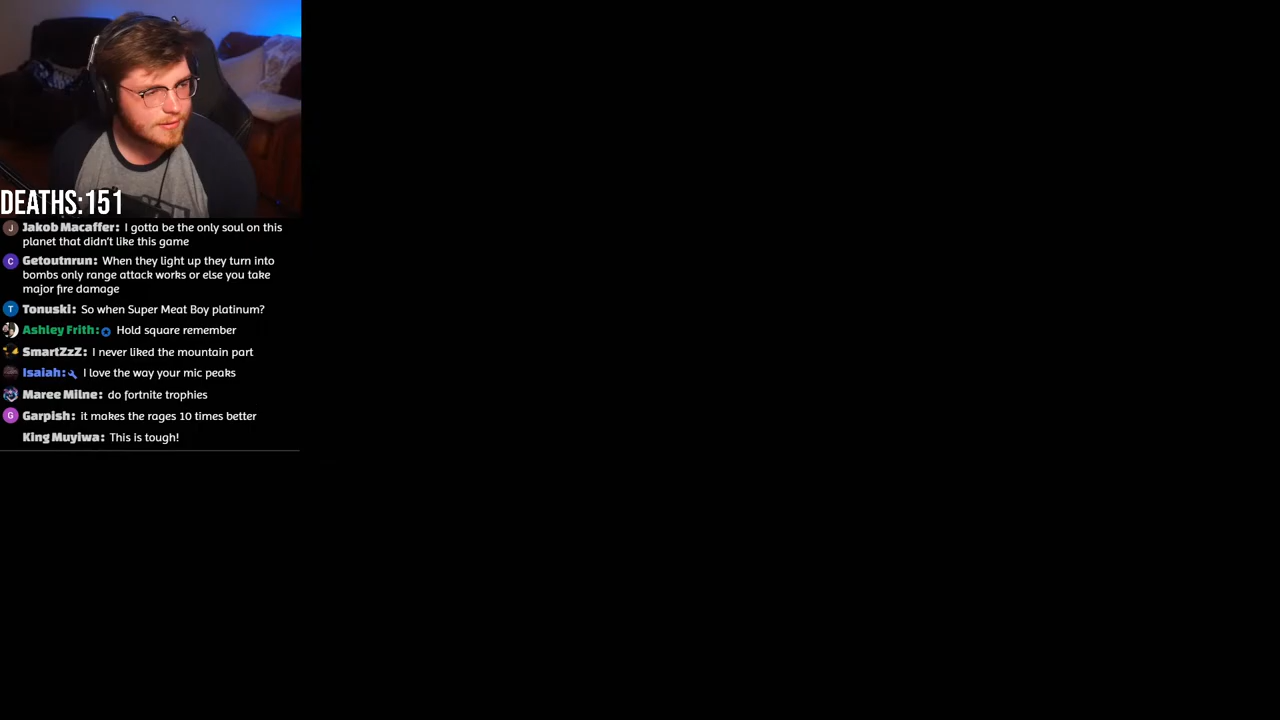 DEATHS:151
Jakob Macaffer: I gotta be the only soul on this
planet that didn't like this game
Getoutnrun: When they light up they turn into
bombs only range attack works or else you take
major fire damage
Tonuski: So when Super Meat Boy platinum?
Ashley Frith: Hold square remember
SmartZzZ: I never liked the mountain part
Isaiah: I love the way your mic peaks
Maree Milne: do fortnite trophies
Garpish: it makes the rages 10 times better
King Muyiwa: This is tough!